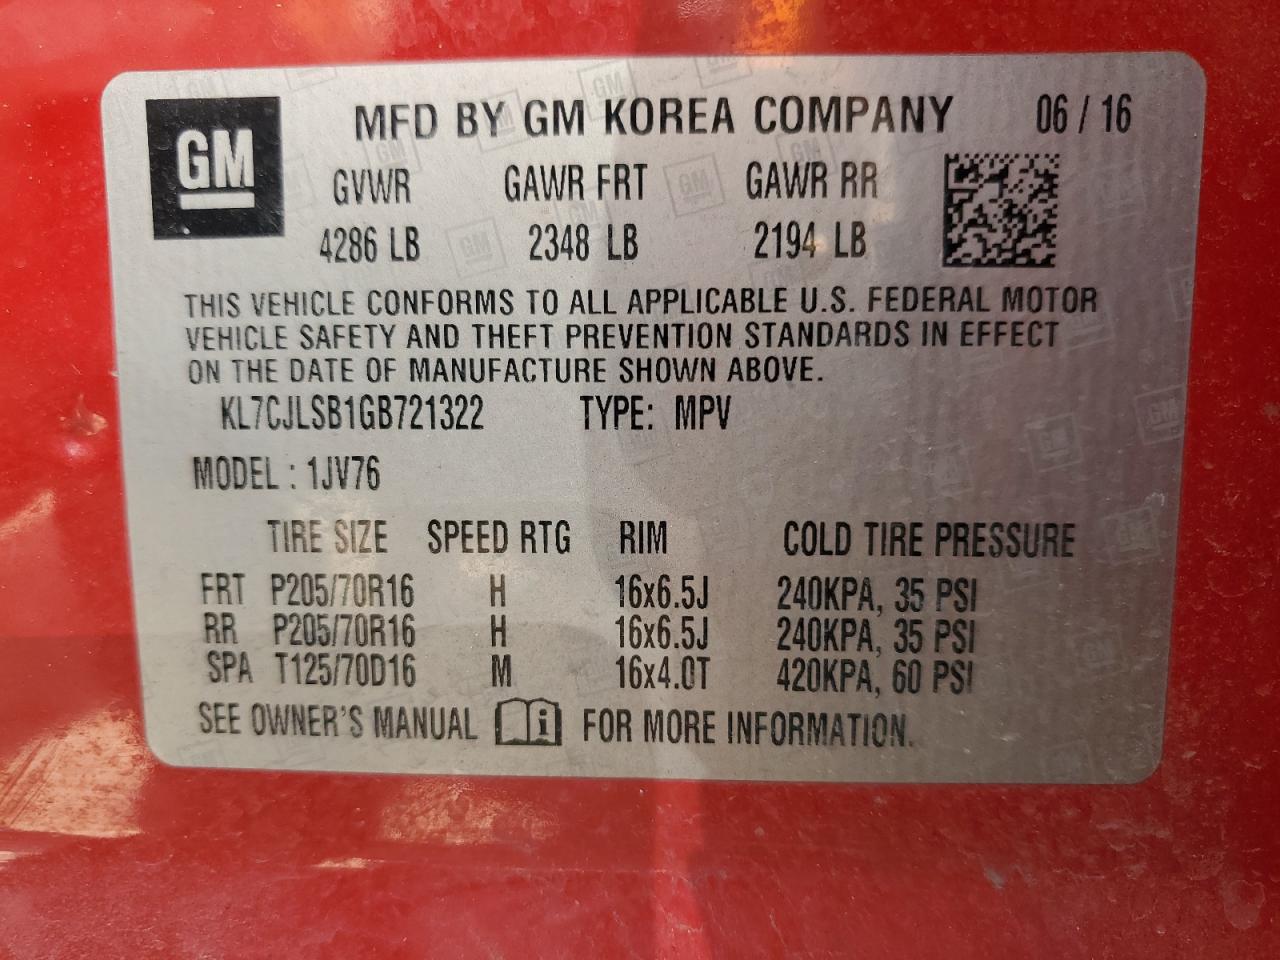 GM MFD BY GM KOREA COMPANY 06 / 16
GVWR GAWR FRT GAWR RR
4286 LB 2348 LB 2194 LB
THIS VEHICLE CONFORMS TO ALL APPLICABLE U.S. FEDERAL MOTOR
VEHICLE SAFETY AND THEFT PREVENTION STANDARDS IN EFFECT
ON THE DATE OF MANUFACTURE SHOWN ABOVE.
KL7CJLSB1GB721322 TYPE: MPV
MODEL : 1JV76
TIRE SIZE SPEED RTG RIM COLD TIRE PRESSURE
FRT P205/70R16 H 16x6.5J 240KPA, 35 PSI
RR P205/70R16 H 16x6.5J 240KPA, 35 PSI
SPA T125/70D16 M 16x4.0T 420KPA, 60 PSI
SEE OWNER'S MANUAL i FOR MORE INFORMATION.